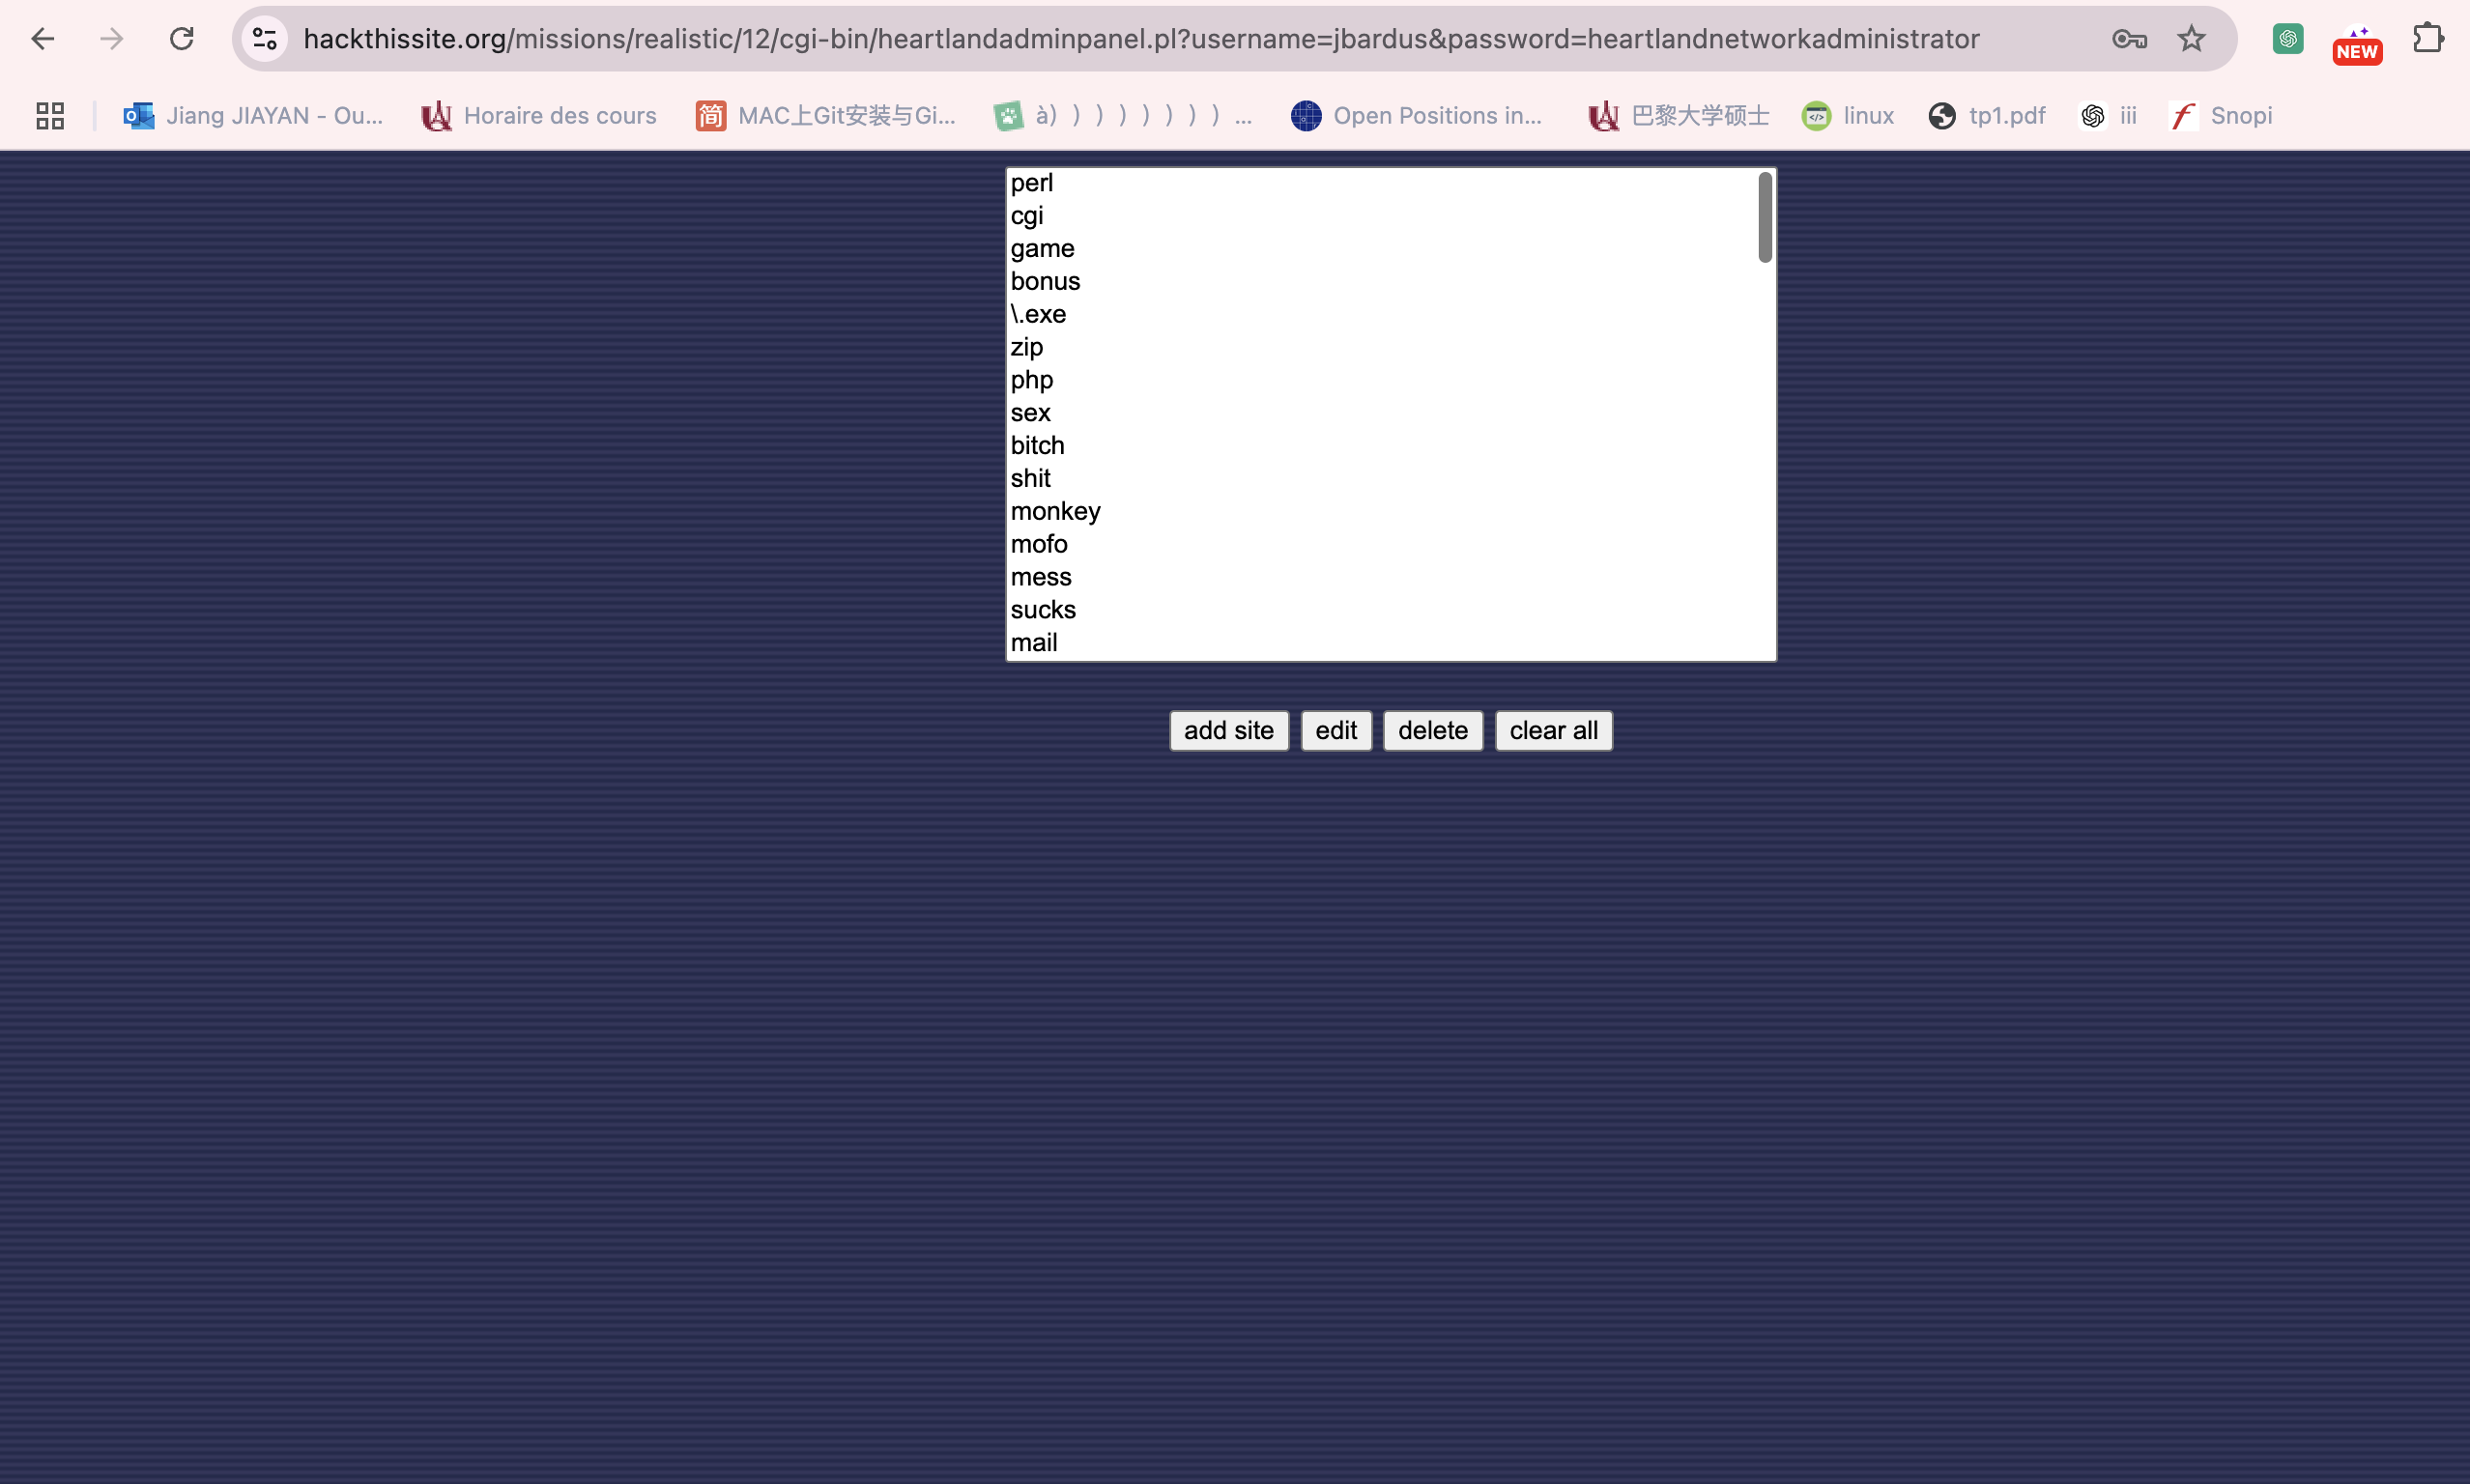 hackthissite.org/missions/realistic/12/cgi-bin/heartlandadminpanel.pl?username=jbardus&password=heartlandnetworkadministrator
NEW
Jiang JIAYAN - Ou... Horaire des cours 简 MAC上Git安装与Gi... à) ) ) ) ) ) ) ) ... Open Positions in... 巴黎大学硕士 linux tp1.pdf iii Snopi
perl
cgi
game
bonus
\.exe
zip
php
sex
bitch
shit
monkey
mofo
mess
sucks
mail
add site edit delete clear all